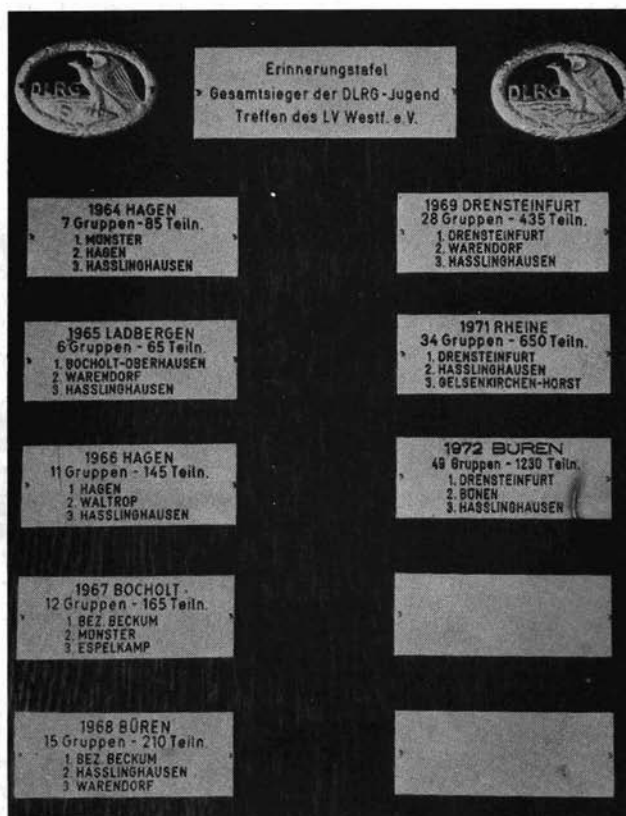 DLRG
Erinnerungstafel
Gesamtsieger der DLRG-Jugend
Treffen des LV Westf. e.V.
DLRG
1964 HAGEN
7 Gruppen-85 Teiln.
1. MÜNSTER
2. HAGEN
3. HASSLINGHAUSEN
1965 LADBERGEN
6 Gruppen - 65 Teiln.
1. BOCHOLT-OBERHAUSEN
2. WARENDORF
3. HASSLINGHAUSEN
1966 HAGEN
11 Gruppen - 145 Teiln.
1 HAGEN
2. WALTROP
3 HASSLINGHAUSEN
1967 BOCHOLT
12 Gruppen - 165 Teiln.
1. BEZ. BECKUM
2. MÜNSTER
3 ESPELKAMP
1968 BÜREN
15 Gruppen - 210 Teiln.
1. BEZ. BECKUM
2. HASSLINGHAUSEN
3 WARENDORF
1969 DRENSTEINFURT
28 Gruppen - 435 Teiln.
1. DRENSTEINFURT
2. WARENDORF
3. HASSLINGHAUSEN
1971 RHEINE
34 Gruppen - 650 Teiln.
1. DRENSTEINFURT
2. HASSLINGHAUSEN
3. GELSENKIRCHEN-HORST
1972 BÜREN
49 Gruppen - 1230 Teiln.
1. DRENSTEINFURT
2. BÖNEN
3. HASSLINGHAUSEN